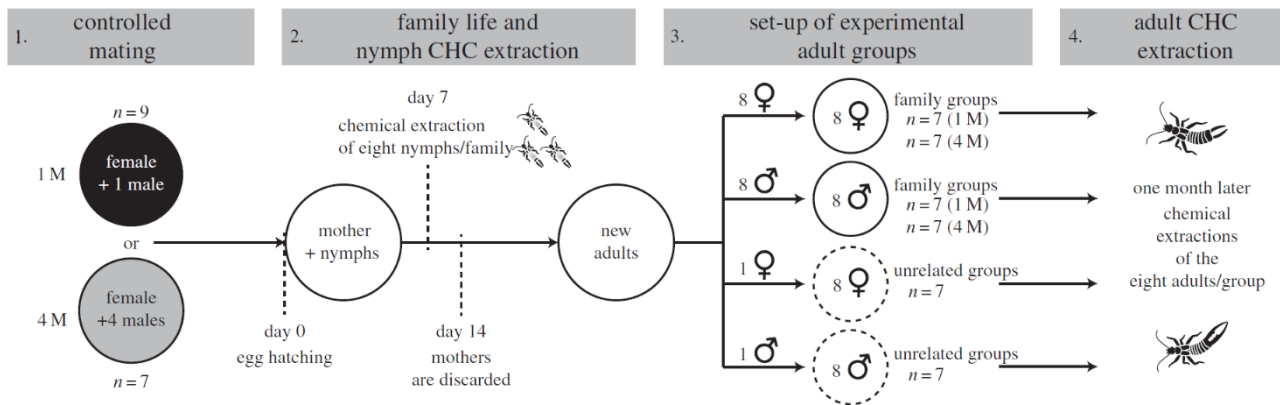 1. controlled
mating
2. family life and
nymph CHC extraction
3. set-up of experimental
adult groups
4. adult CHC
extraction
n = 9
1 M
female
+ 1 male
or
4 M
female
+4 males
n = 7
day 0
egg hatching
mother
+ nymphs
day 7
chemical extraction
of eight nymphs/family
day 14
mothers
are discarded
new
adults
8 ♀
8 ♀
family groups
n = 7 (1 M)
n = 7 (4 M)
8 ♂
8 ♂
family groups
n = 7 (1 M)
n = 7 (4 M)
1 ♀
8 ♀
unrelated groups
n = 7
1 ♂
8 ♂
unrelated groups
n = 7
one month later
chemical
extractions
of the
eight adults/group